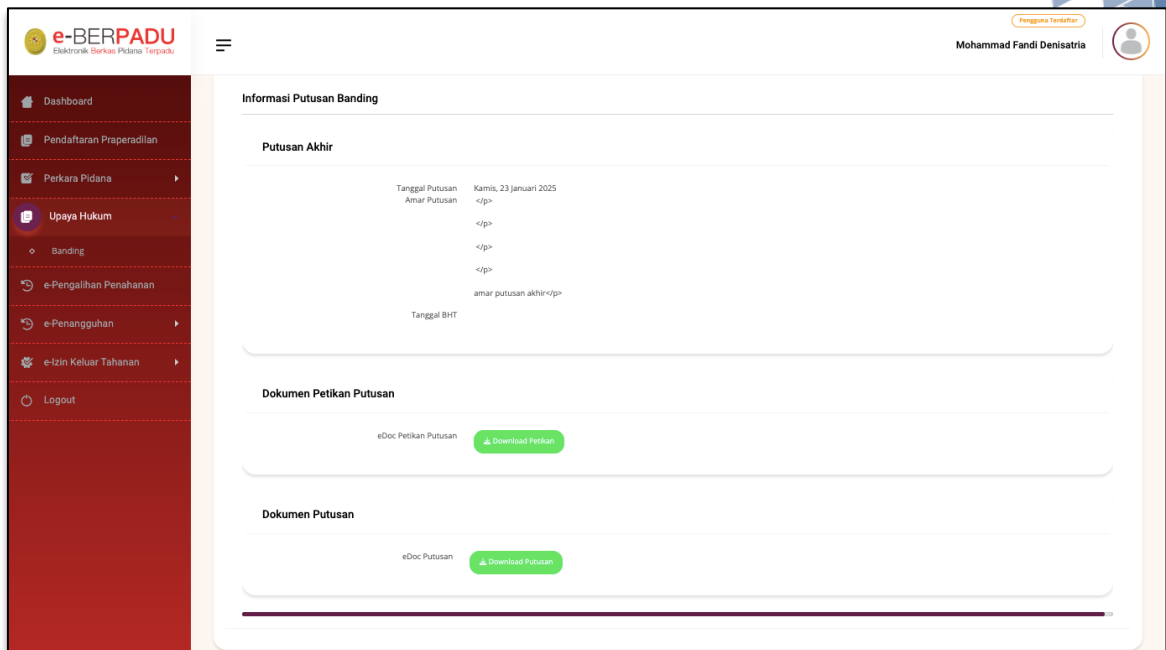 e-BERPADU
Elektronik Berkas Pidana Terpadu
Pengguna Terdaftar
Mohammad Fandi Denisatria
Dashboard
Pendaftaran Praperadilan
Perkara Pidana
Upaya Hukum
Banding
e-Pengalihan Penahanan
e-Penangguhan
e-Izin Keluar Tahanan
Logout
Informasi Putusan Banding
Putusan Akhir
Tanggal Putusan Kamis, 23 Januari 2025
Amar Putusan </p>
</p>
</p>
</p>
amar putusan akhir</p>
Tanggal BHT
Dokumen Petikan Putusan
eDoc Petikan Putusan Download Petikan
Dokumen Putusan
eDoc Putusan Download Putusan